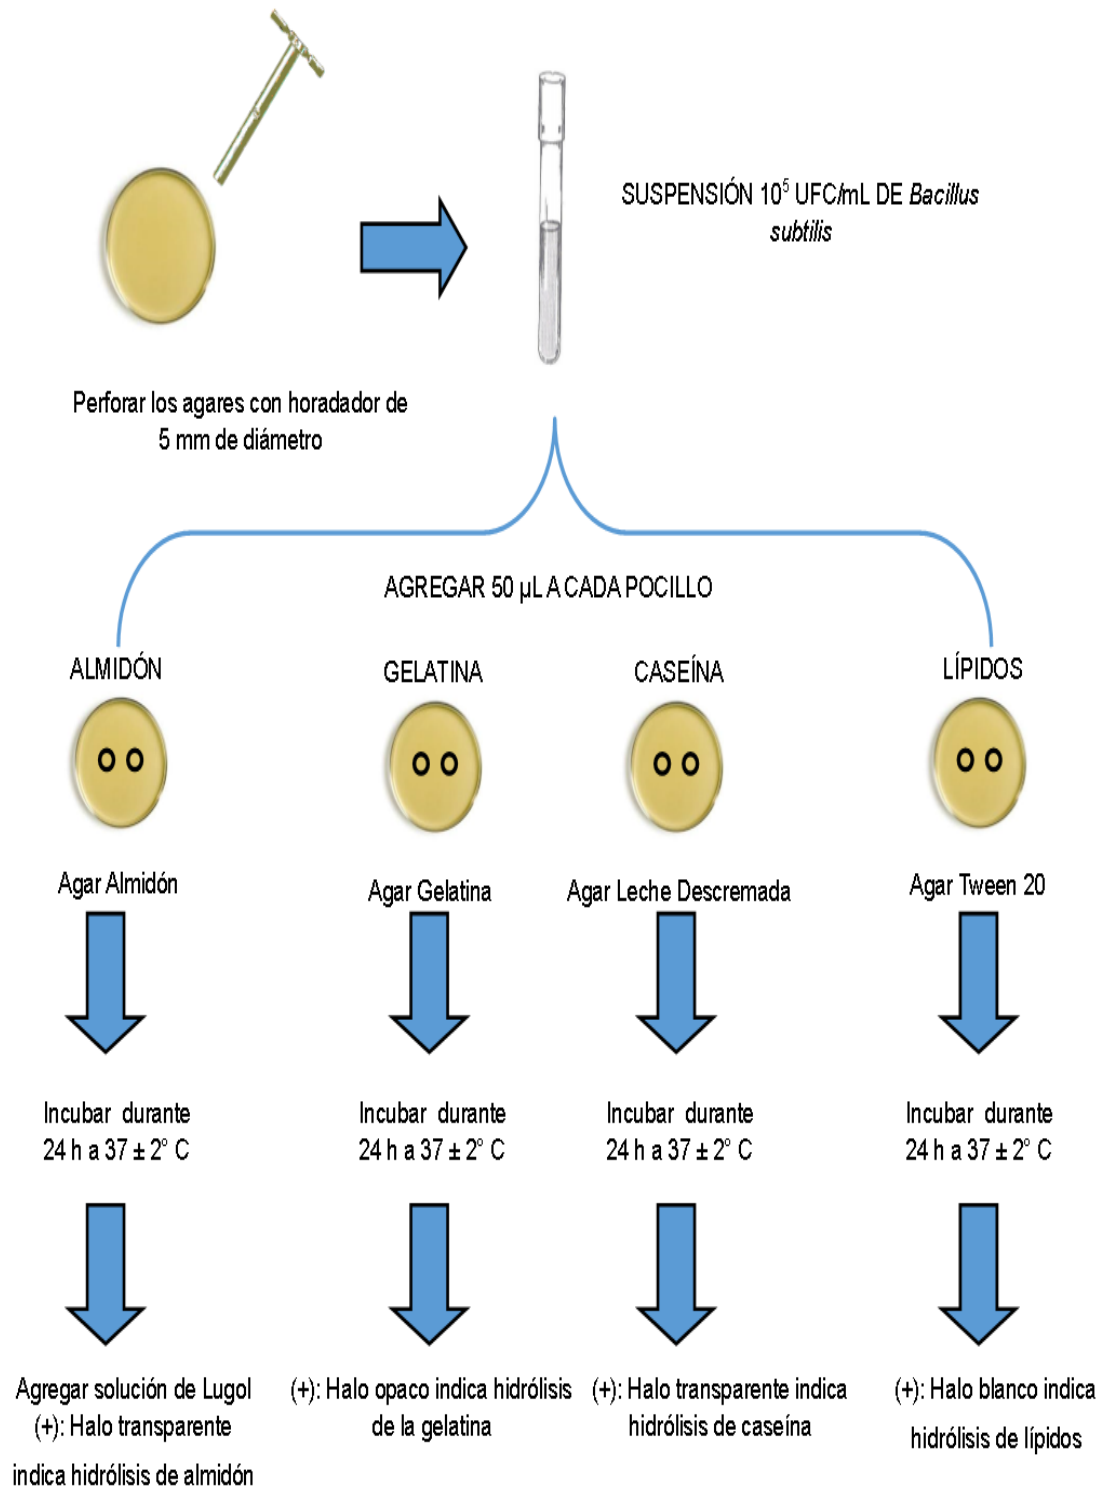 SUSPENSIÓN 10⁵ UFC/mL DE Bacillus
subtilis
Perforar los agares con horadador de
5 mm de diámetro
AGREGAR 50 µL A CADA POCILLO
ALMIDÓN
GELATINA
CASEÍNA
LÍPIDOS
Agar Almidón
Agar Gelatina
Agar Leche Descremada
Agar Tween 20
Incubar durante
24 h a 37 ± 2° C
Incubar durante
24 h a 37 ± 2° C
Incubar durante
24 h a 37 ± 2° C
Incubar durante
24 h a 37 ± 2° C
Agregar solución de Lugol
(+): Halo transparente
indica hidrólisis de almidón
(+): Halo opaco indica hidrólisis
de la gelatina
(+): Halo transparente indica
hidrólisis de caseína
(+): Halo blanco indica
hidrólisis de lípidos